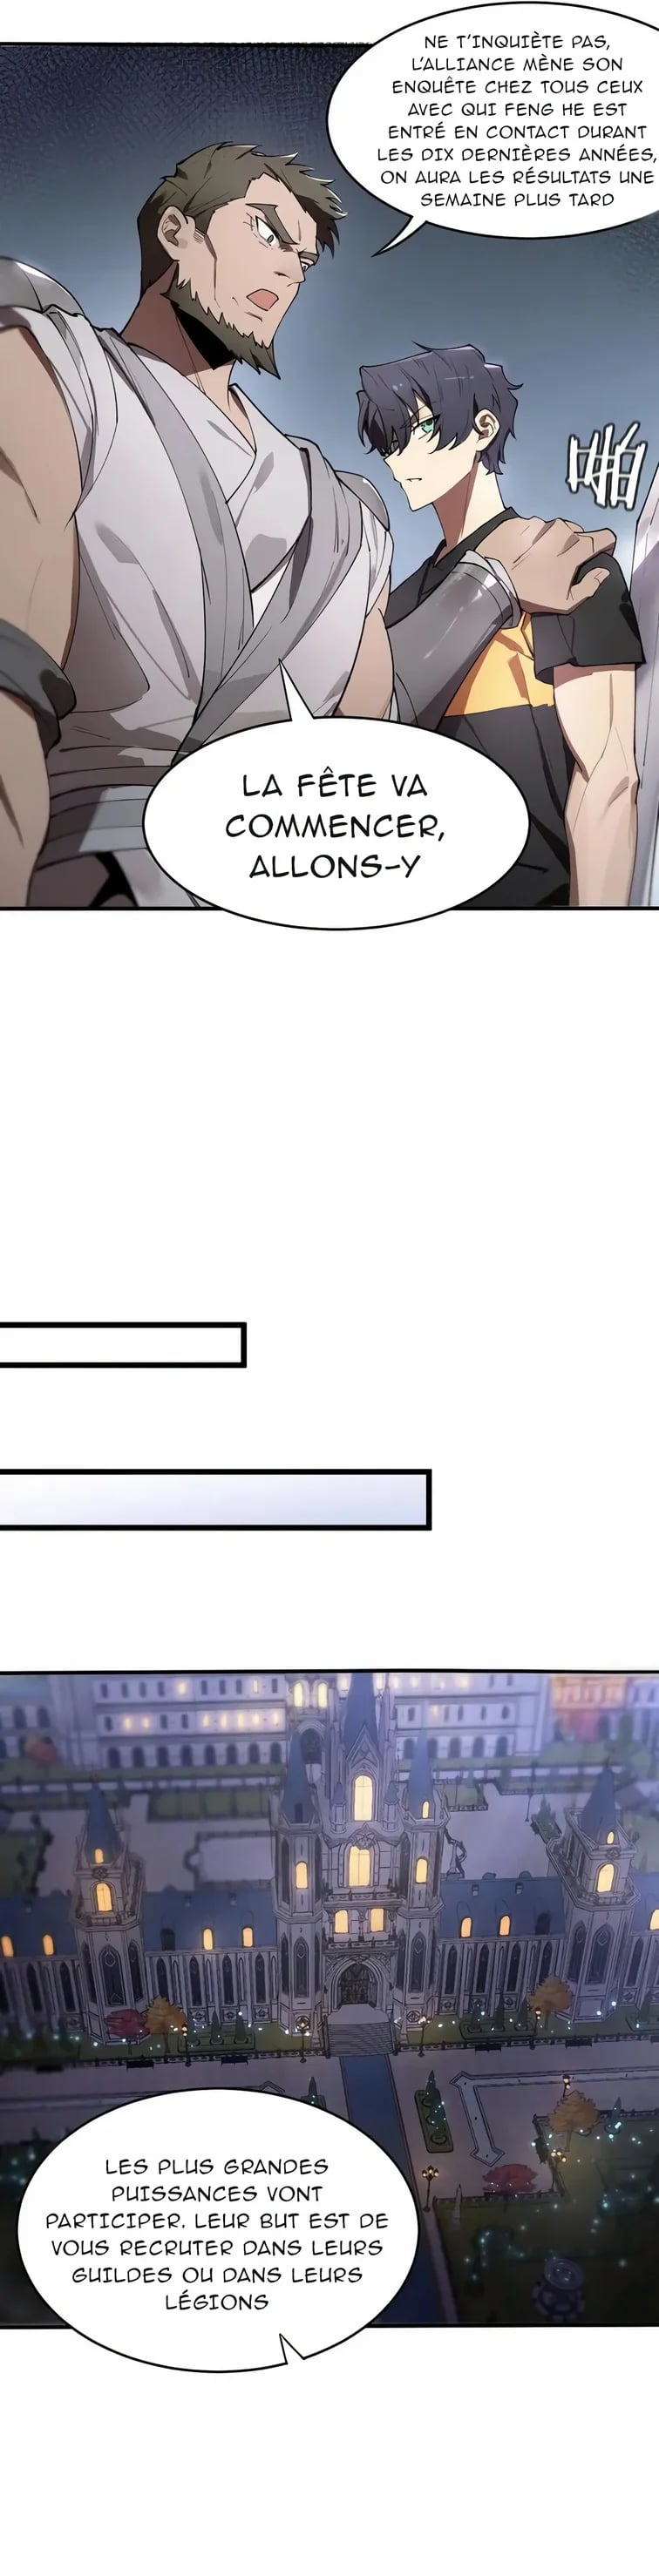 NE T'INQUIÈTE PAS,
L'ALLIANCE MÈNE SON
ENQUÊTE CHEZ TOUS CEUX
AVEC QUI FENG HE EST
ENTRÉ EN CONTACT DURANT
LES DIX DERNIÈRES ANNÉES,
ON AURA LES RÉSULTATS UNE
SEMAINE PLUS TARD
啪
LA FÊTE VA
COMMENCER,
ALLONS-Y
LES PLUS GRANDES
PUISSANCES VONT
PARTICIPER. LEUR BUT EST DE
VOUS RECRUTER DANS LEURS
GUILDES OU DANS LEURS
LÉGIONS